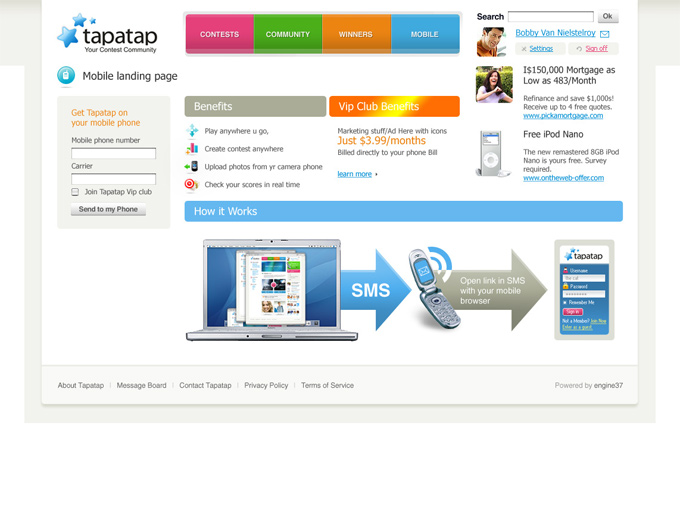 tapatap
Your Contest Community
CONTESTS
COMMUNITY
WINNERS
MOBILE
Search
Ok
Bobby Van Nielstelroy
Settings
Sign off
Mobile landing page
Get Tapatap on
your mobile phone
Mobile phone number
Carrier
Join Tapatap Vip club
Send to my Phone
Benefits
Play anywhere u go,
Create contest anywhere
Upload photos from yr camera phone
Check your scores in real time
Vip Club Benefits
Marketing stuff/Ad Here with icons
Just $3.99/months
Billed directly to your phone Bill
learn more
I$150,000 Mortgage as
Low as 483/Month
Refinance and save $1,000s!
Receive up to 4 free quotes.
www.pickamortgage.com
Free iPod Nano
The new remastered 8GB iPod
Nano is yours free. Survey
required.
www.ontheweb-offer.com
How it Works
SMS
Open link in SMS
with your mobile
browser
tapatap
Username
Password
Remember Me
Sign in
Not a Member? Join Now
Enter as a guest.
About Tapatap
Message Board
Contact Tapatap
Privacy Policy
Terms of Service
Powered by engine37